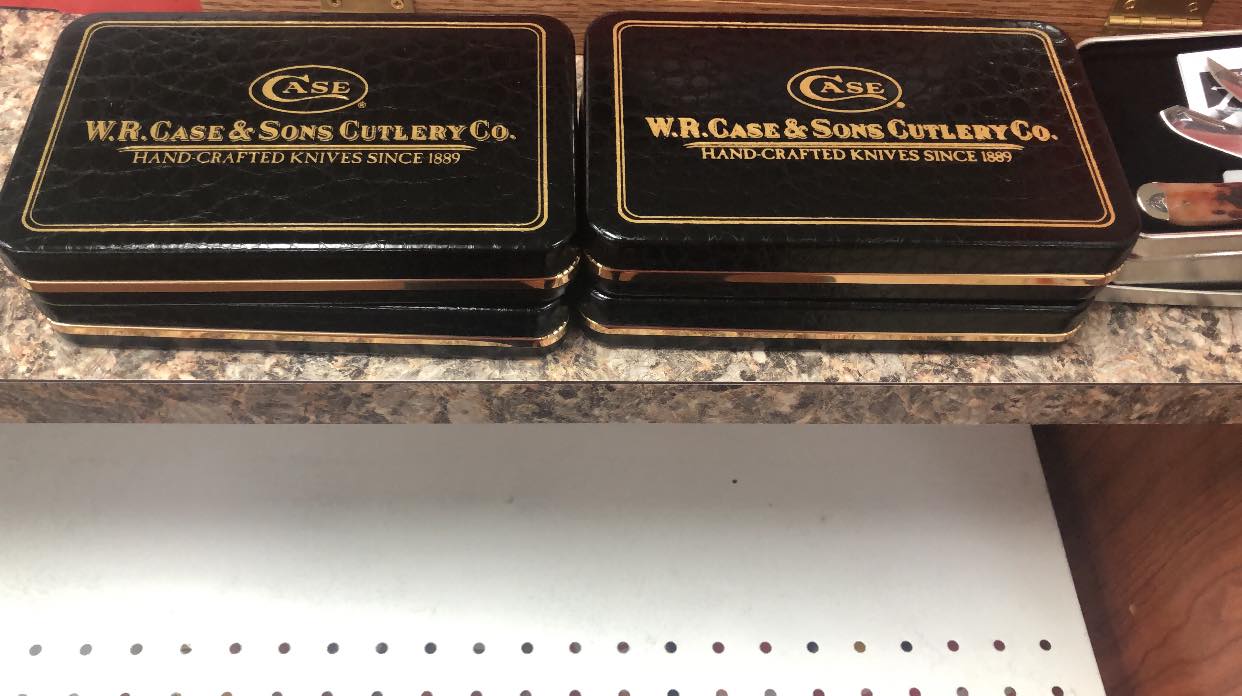 CASE®
W.R. CASE & SONS CUTLERY CO.
HAND-CRAFTED KNIVES SINCE 1889
CASE®
W.R. CASE & SONS CUTLERY CO.
HAND-CRAFTED KNIVES SINCE 1889